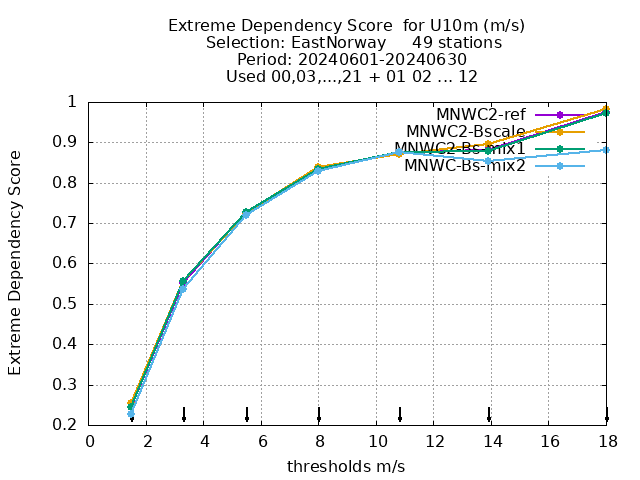 Extreme Dependency Score  for U10m (m/s)
Selection: EastNorway     49 stations
Period: 20240601-20240630
Used 00,03,...,21 + 01 02 ... 12
Extreme Dependency Score
1
0.9
0.8
0.7
0.6
0.5
0.4
0.3
0.2
MNWC2-ref
MNWC2-Bscale
MNWC2-Bs-mix1
MNWC-Bs-mix2
0 2 4 6 8 10 12 14 16 18
thresholds m/s